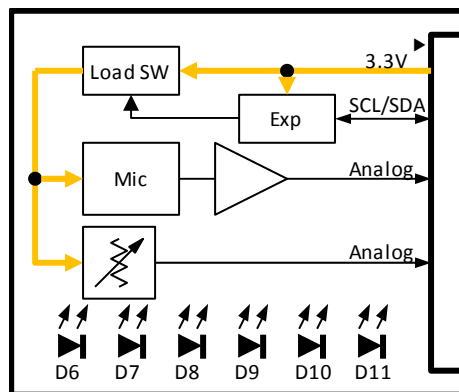 3.3V
Load SW
SCL/SDA
Exp
Mic
Analog
Analog
D6 D7 D8 D9 D10 D11